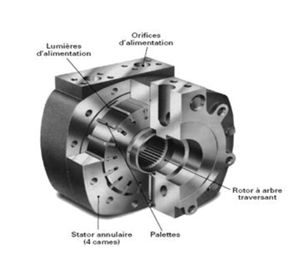 Orifices
d'alimentation
Lumières
d'alimentation
Rotor à arbre
traversant
Stator annulaire
(4 cames)
Palettes